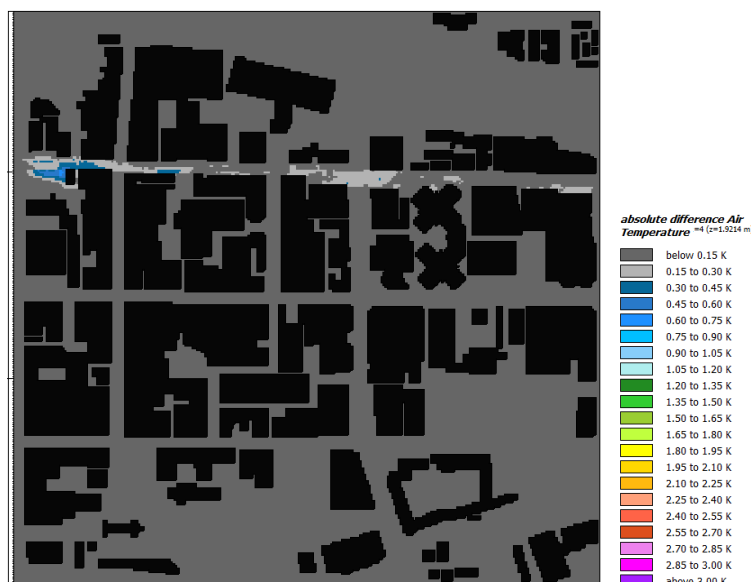 absolute difference Air
Temperature =4 (z=1.9214 m
below 0.15 K
0.15 to 0.30 K
0.30 to 0.45 K
0.45 to 0.60 K
0.60 to 0.75 K
0.75 to 0.90 K
0.90 to 1.05 K
1.05 to 1.20 K
1.20 to 1.35 K
1.35 to 1.50 K
1.50 to 1.65 K
1.65 to 1.80 K
1.80 to 1.95 K
1.95 to 2.10 K
2.10 to 2.25 K
2.25 to 2.40 K
2.40 to 2.55 K
2.55 to 2.70 K
2.70 to 2.85 K
2.85 to 3.00 K
above 3.00 K